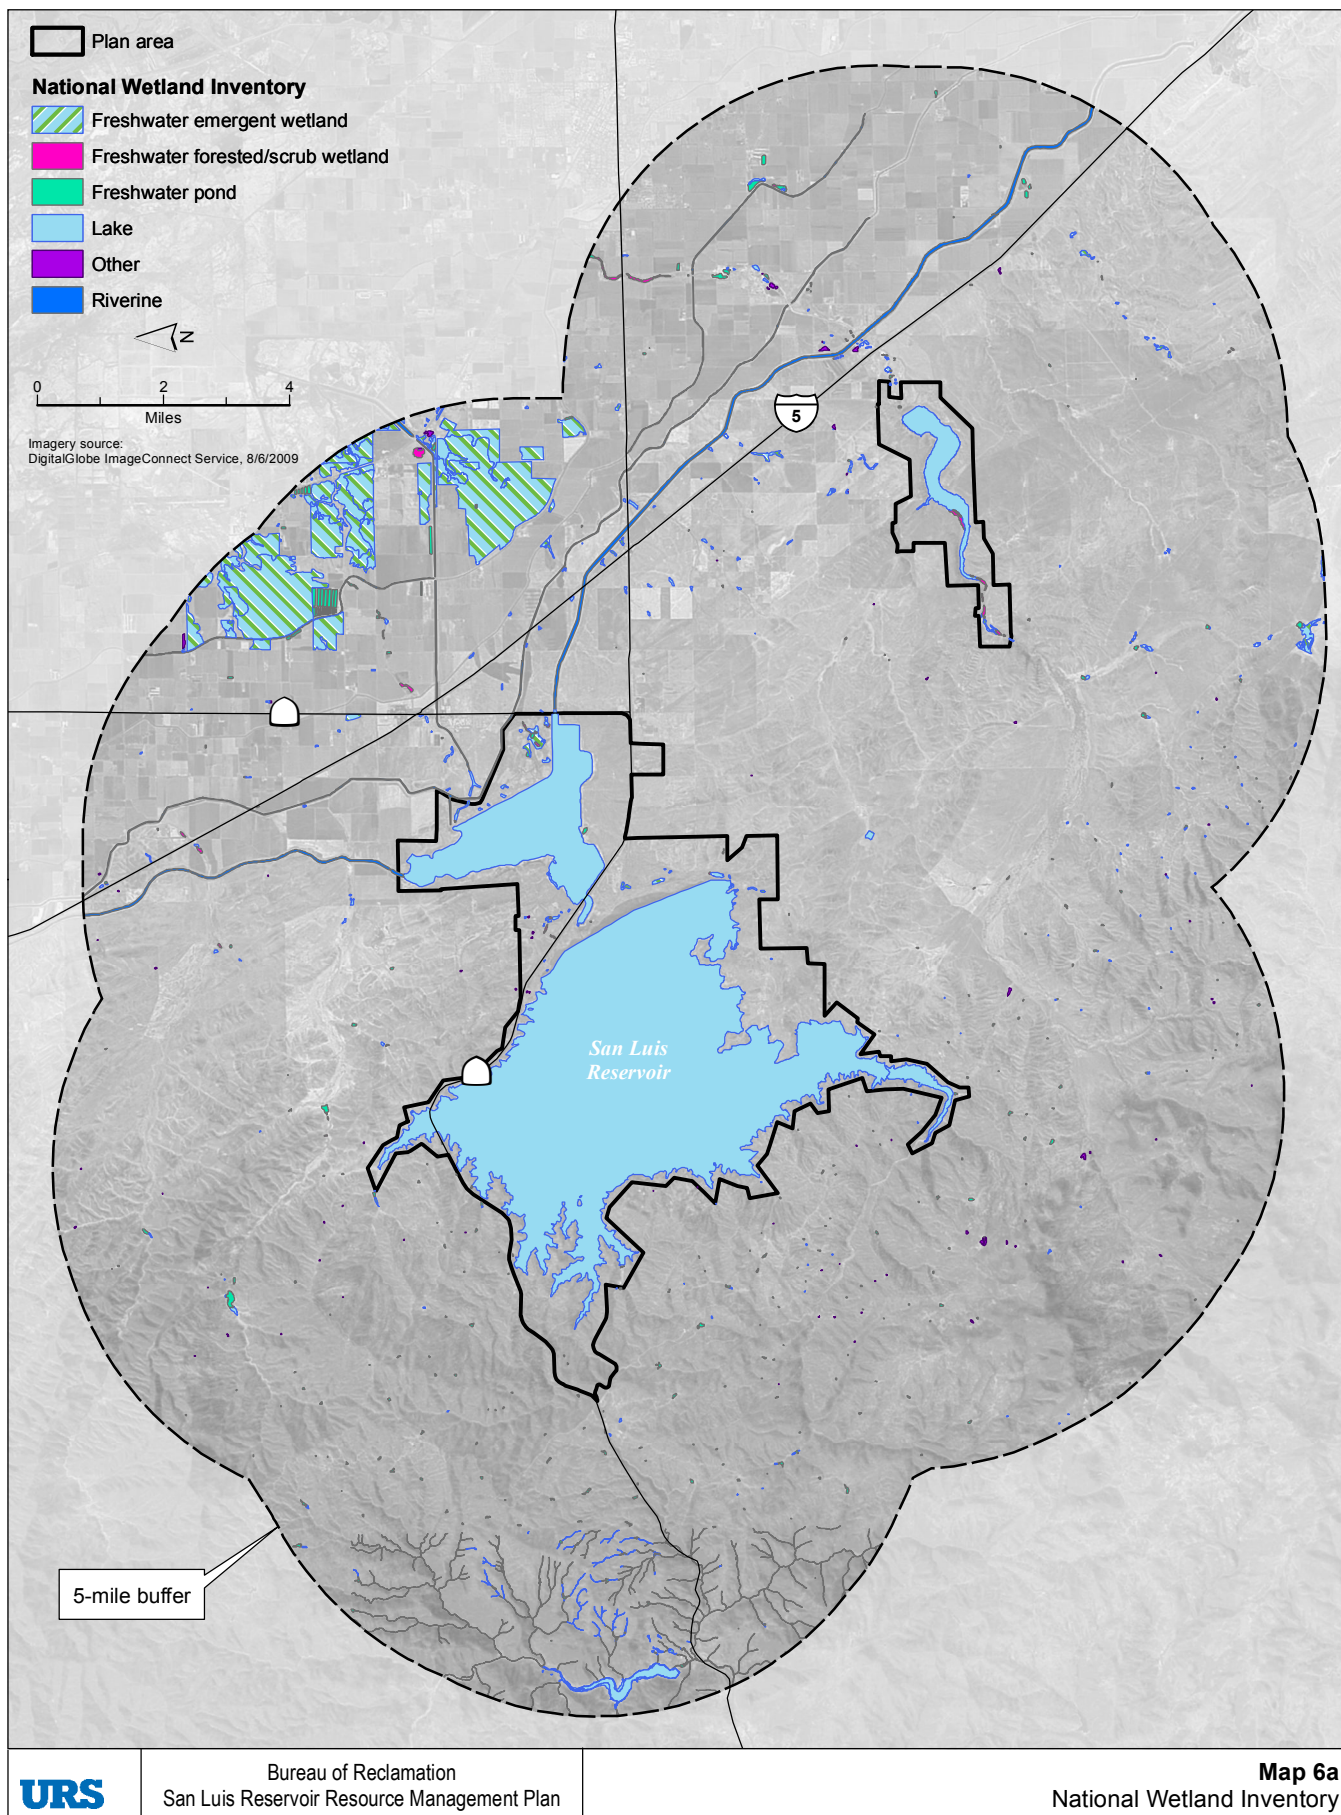 Plan area
National Wetland Inventory
Freshwater emergent wetland
Freshwater forested/scrub wetland
Freshwater pond
Lake
Other
Riverine
N
0 2 4
Miles
Imagery source:
DigitalGlobe ImageConnect Service, 8/6/2009
5
San Luis
Reservoir
5-mile buffer
URS
Bureau of Reclamation
San Luis Reservoir Resource Management Plan
Map 6a
National Wetland Inventory